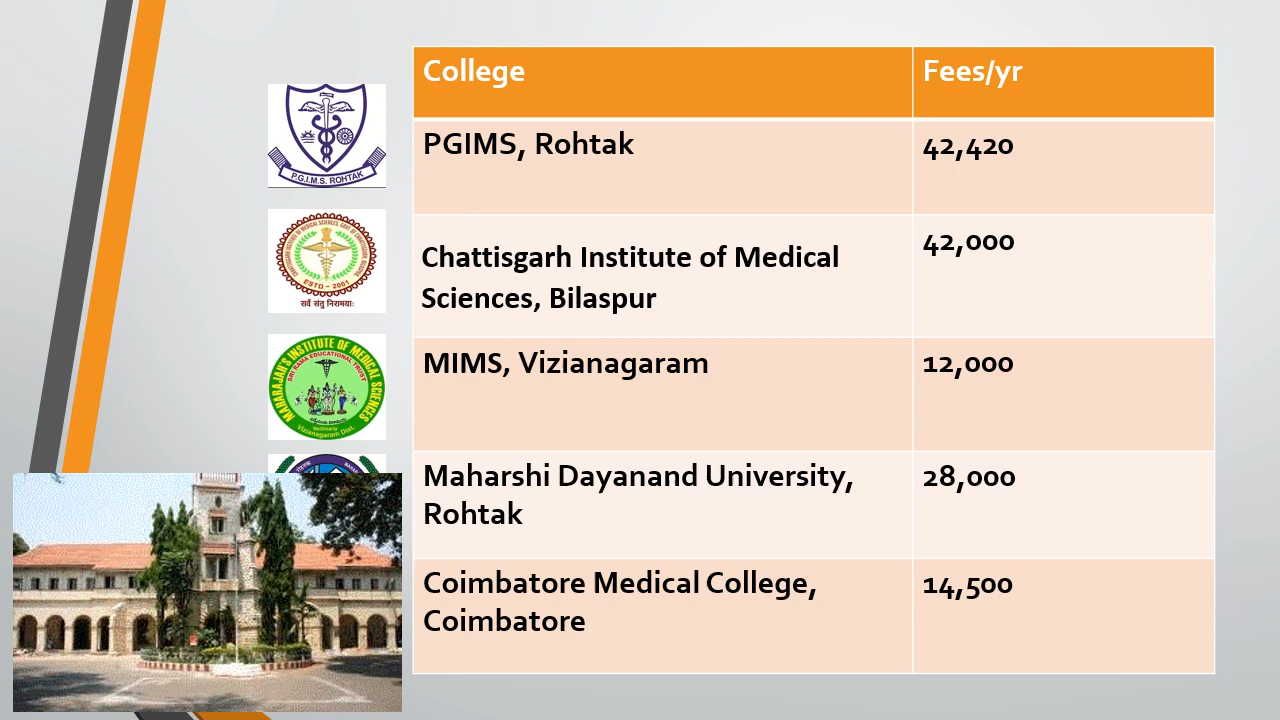 College
Fees/yr
PGIMS, Rohtak
42,420
P.G.I.M.S. ROHTAK
Chattisgarh Institute of Medical
Sciences, Bilaspur
42,000
ESTD.- 2001
सर्वे संतु निरामयाः
MIMS, Vizianagaram
12,000
MAHARAJAH'S INSTITUTE OF MEDICAL SCIENCES
SRI RAMA EDUCATIONAL TRUST
Nellimarla
Vizianagaram Dist.
Maharshi Dayanand University,
Rohtak
28,000
Coimbatore Medical College,
Coimbatore
14,500